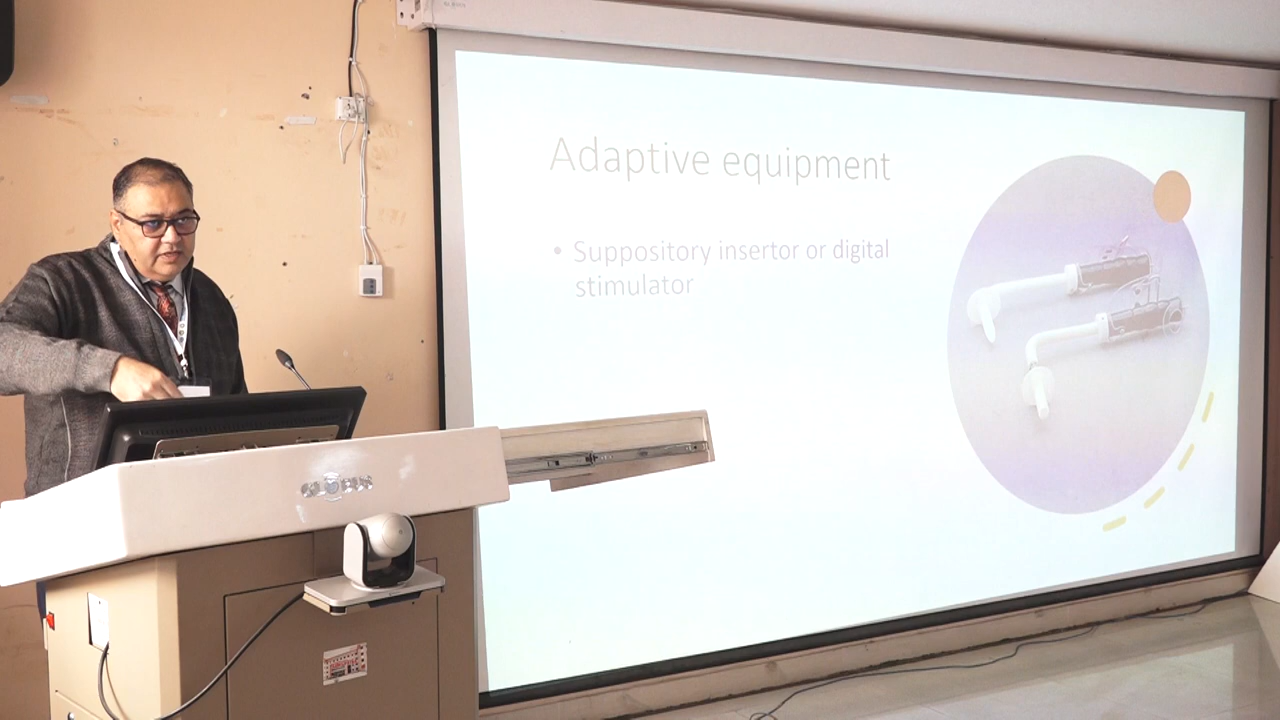 Adaptive equipment
• Suppository insertor or digital
stimulator